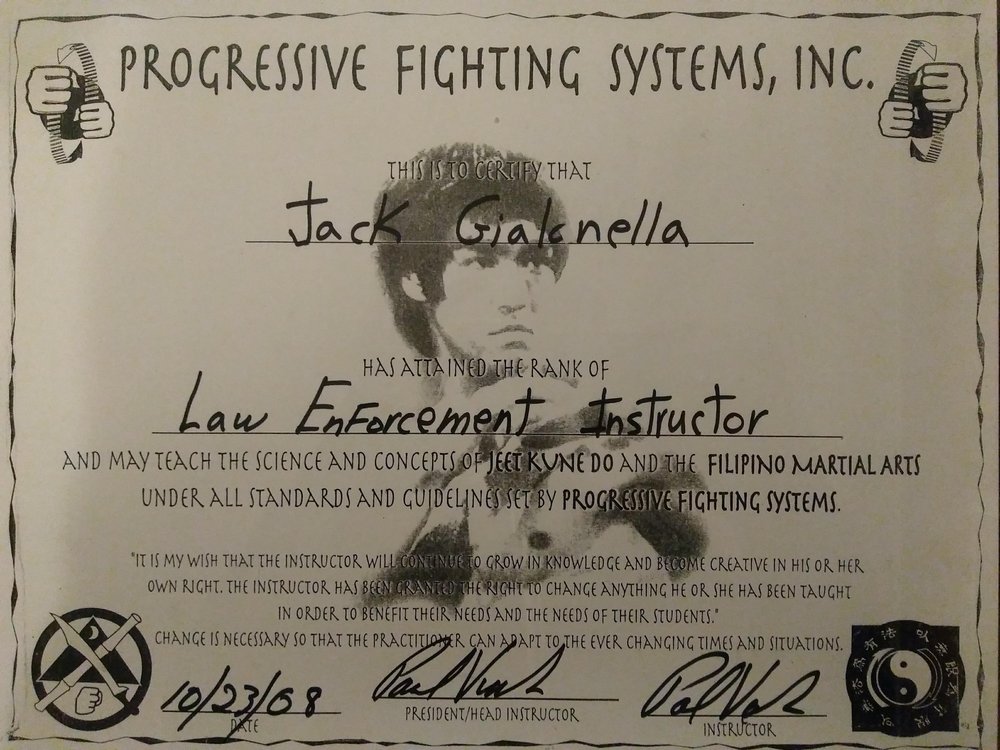 PROGRESSIVE FIGHTING SYSTEMS, INC.
THIS IS TO CERTIFY THAT
Jack Gialanella
HAS ATTAINED THE RANK OF
Law Enforcement Instructor
AND MAY TEACH THE SCIENCE AND CONCEPTS OF JEET KUNE DO AND THE FILIPINO MARTIAL ARTS
UNDER ALL STANDARDS AND GUIDELINES SET BY PROGRESSIVE FIGHTING SYSTEMS.
"IT IS MY WISH THAT THE INSTRUCTOR WILL CONTINUE TO GROW IN KNOWLEDGE AND BECOME CREATIVE IN HIS OR HER
OWN RIGHT. THE INSTRUCTOR HAS BEEN GRANTED THE RIGHT TO CHANGE ANYTHING HE OR SHE HAS BEEN TAUGHT
IN ORDER TO BENEFIT THEIR NEEDS AND THE NEEDS OF THEIR STUDENTS."
CHANGE IS NECESSARY SO THAT THE PRACTITIONER CAN ADAPT TO THE EVER CHANGING TIMES AND SITUATIONS.
10/23/08
DATE
PRESIDENT/HEAD INSTRUCTOR
INSTRUCTOR